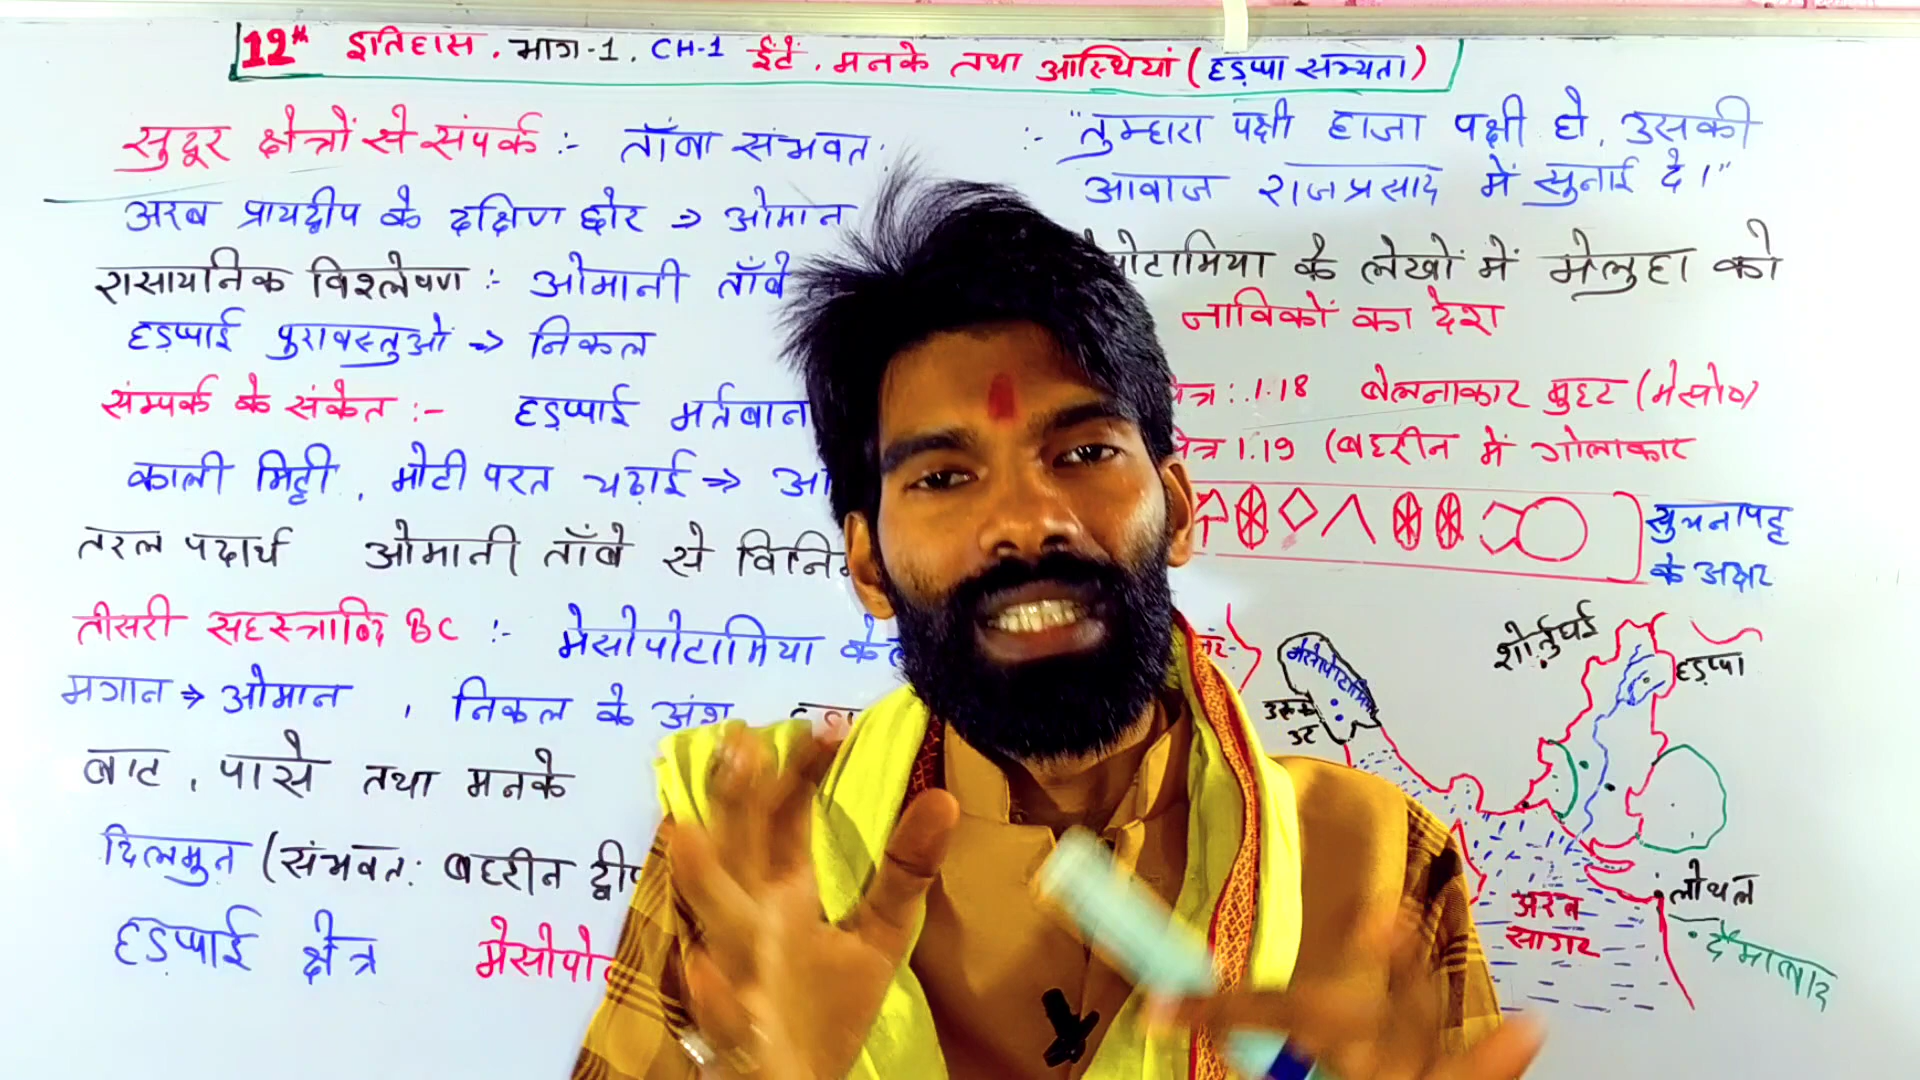 12th इतिहास. भाग-1. CH-1 ईंटें. मनके तथा अस्थियां (हड़प्पा सभ्यता)
सुदूर क्षेत्रों से संपर्क :- ताँबा संभवत:
अरब प्रायद्वीप के दक्षिण छोर → ओमान
रासायनिक विश्लेषण :- ओमानी ताँबे
हड़प्पाई पुरावस्तुओं → निकल
संम्पर्क के संकेत :- हड़प्पाई मर्तबान
काली मिट्टी, मोटी परत चढ़ाई →
तरल पदार्थ ओमानी ताँबे से
तीसरी सहस्त्राब्दि BC :- मेसोपोटामिया के
मगान → ओमान , निकल के अंश
बाट, पासे तथा मनके
दिलमुन (संभवत: बहरीन
हड़प्पाई क्षेत्र
:- "तुम्हारा पक्षी हाजा पक्षी हो, उसकी
आवाज राजप्रसाद में सुनाई दे।"
के लेखों में मेलुहा को
नाविकों का देश
1.18 बेलनाकार मुहर (मेसोपो)
1.19 (बहरीन में गोलाकार
सूचनापट्ट
के अक्षर
शोर्तुघई
हड़प्पा
मेसोपोटामिया
उर
अरब
सागर
लोथल
दैमाबाद